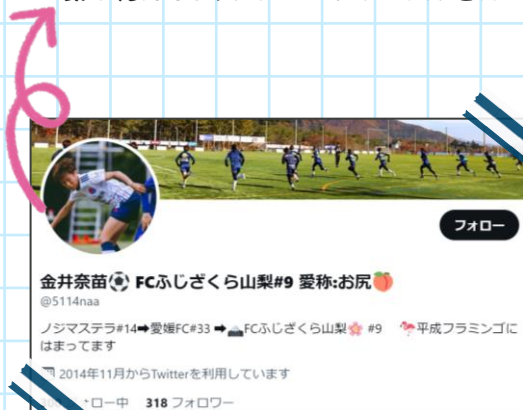 フォロー
金井奈苗⚽ FCふじざくら山梨#9 愛称:お尻🍑
@5114naa
ノジマステラ#14➡愛媛FC#33 ➡🏔FCふじざくら山梨🌸 #9 🦩平成フラミンゴに
はまってます
2014年11月からTwitterを利用しています
ロー中 318 フォロワー